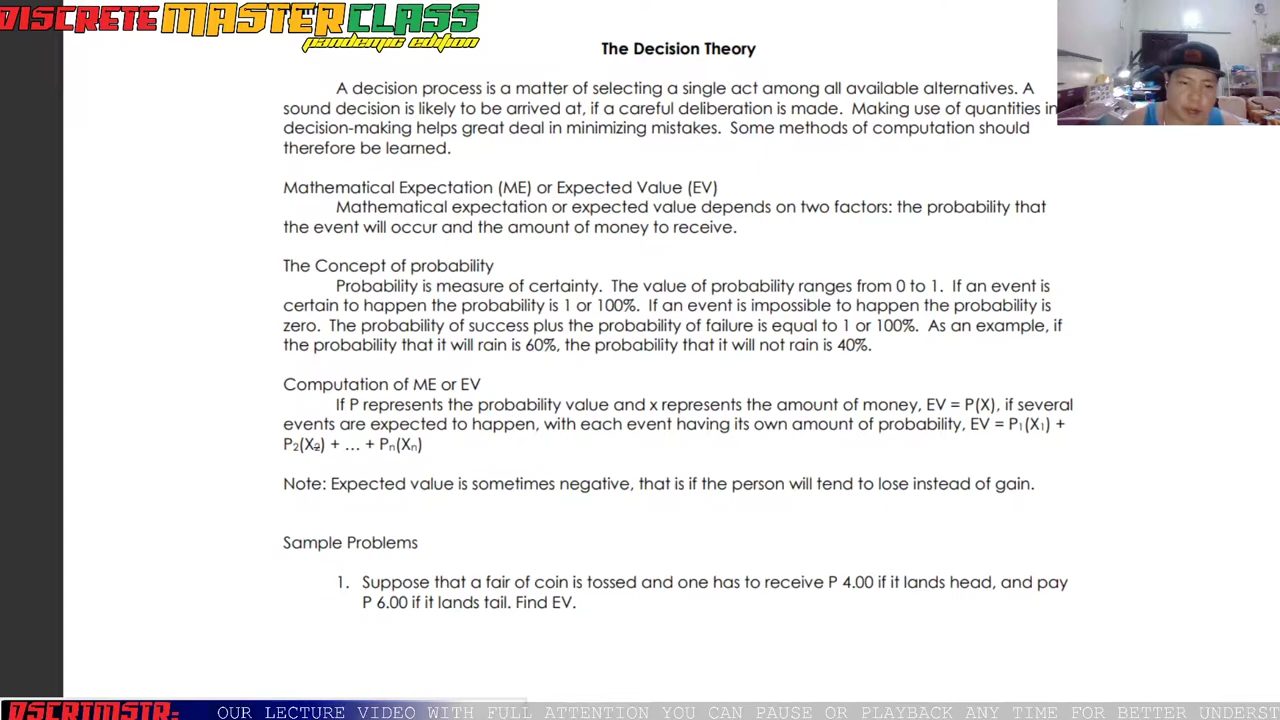 DISCRETE MASTER CLASS
pandemic edition
The Decision Theory
A decision process is a matter of selecting a single act among all available alternatives. A
sound decision is likely to be arrived at, if a careful deliberation is made. Making use of quantities in
decision-making helps great deal in minimizing mistakes. Some methods of computation should
therefore be learned.
Mathematical Expectation (ME) or Expected Value (EV)
Mathematical expectation or expected value depends on two factors: the probability that
the event will occur and the amount of money to receive.
The Concept of probability
Probability is measure of certainty. The value of probability ranges from 0 to 1. If an event is
certain to happen the probability is 1 or 100%. If an event is impossible to happen the probability is
zero. The probability of success plus the probability of failure is equal to 1 or 100%. As an example, if
the probability that it will rain is 60%, the probability that it will not rain is 40%.
Computation of ME or EV
If P represents the probability value and x represents the amount of money, EV = P(X), if several
events are expected to happen, with each event having its own amount of probability, EV = P₁(X₁) +
P₂(X₂) + … + Pₙ(Xₙ)
Note: Expected value is sometimes negative, that is if the person will tend to lose instead of gain.
Sample Problems
1. Suppose that a fair of coin is tossed and one has to receive P 4.00 if it lands head, and pay
P 6.00 if it lands tail. Find EV.
DSCRTMSTR: OUR LECTURE VIDEO WITH FULL ATTENTION YOU CAN PAUSE OR PLAYBACK ANY TIME FOR BETTER UNDERST